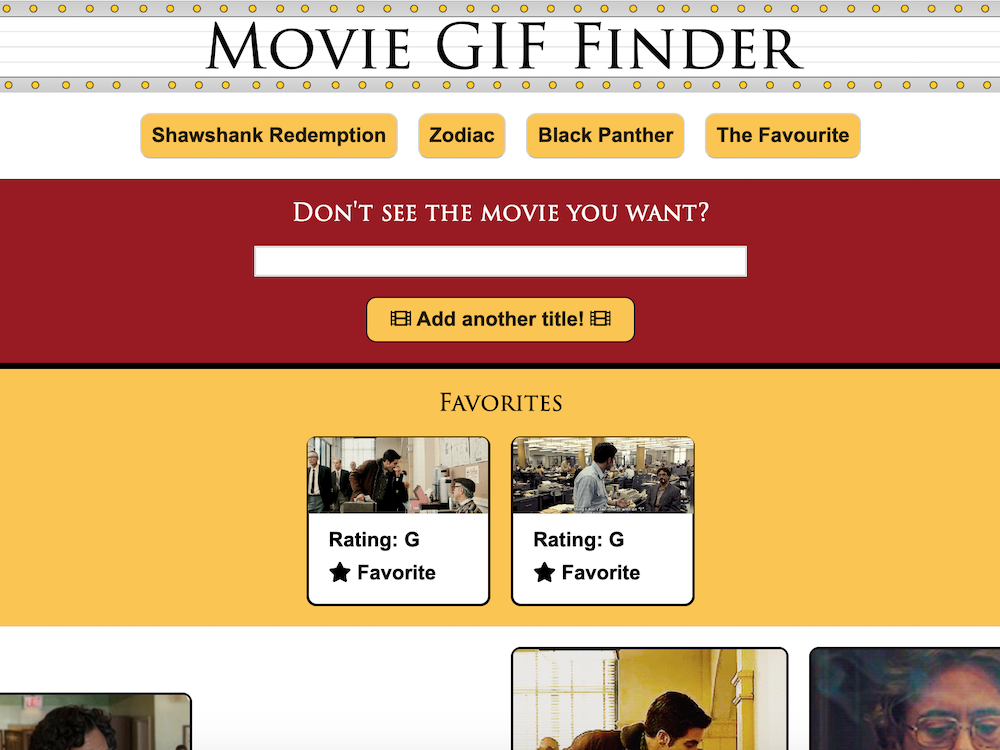 Movie GIF Finder
Shawshank Redemption
Zodiac
Black Panther
The Favourite
Don't see the movie you want?
Add another title!
Favorites
Rating: G
Favorite
Rating: G
Favorite